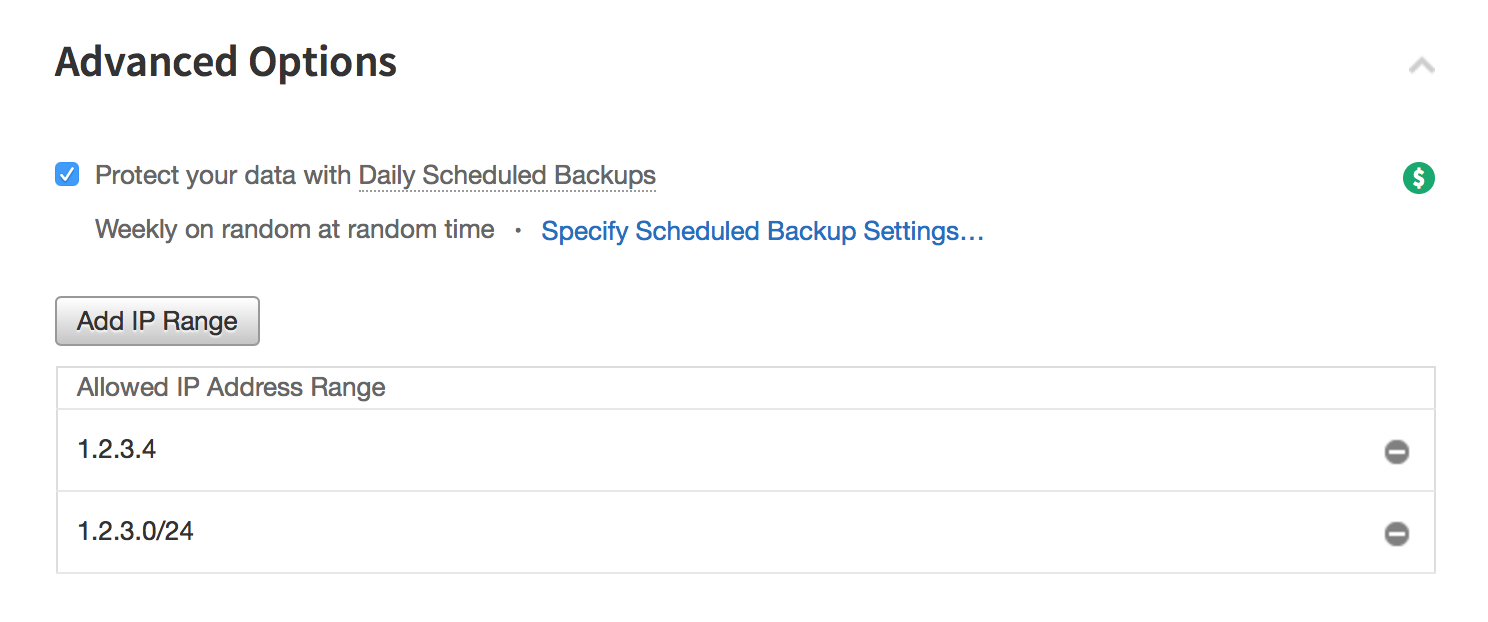 Advanced Options
Protect your data with Daily Scheduled Backups
$
Weekly on random at random time · Specify Scheduled Backup Settings...
Add IP Range
Allowed IP Address Range
1.2.3.4
1.2.3.0/24